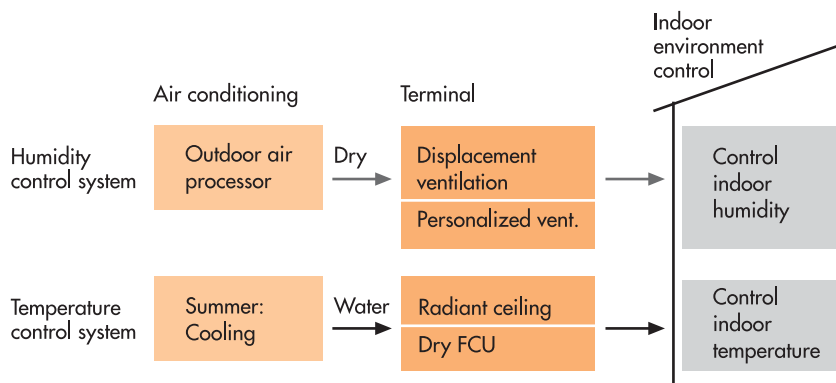 Indoor
environment
control
Air conditioning
Terminal
Humidity
control system
Outdoor air
processor
Dry
Displacement
ventilation
Personalized vent.
Control
indoor
humidity
Temperature
control system
Summer:
Cooling
Water
Radiant ceiling
Dry FCU
Control
indoor
temperature